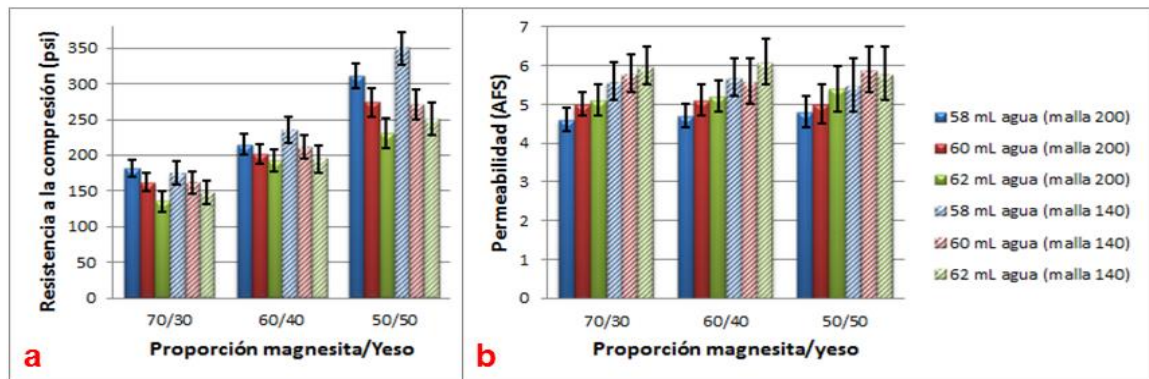 Resistencia a la compresión (psi)
350
300
250
200
150
100
50
0
70/30
60/40
50/50
Proporción magnesita/Yeso
a
Permeabilidad (AFS)
7
6
5
4
3
2
1
0
70/30
60/40
50/50
Proporción magnesita/yeso
b
58 mL agua (malla 200)
60 mL agua (malla 200)
62 mL agua (malla 200)
58 mL agua (malla 140)
60 mL agua (malla 140)
62 mL agua (malla 140)